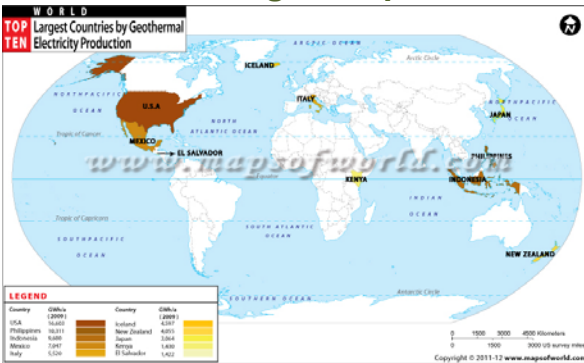 WORLD
TOP TEN Largest Countries by Geothermal
Electricity Production
N
ARCTIC OCEAN
Arctic Circle
ICELAND
NORTH PACIFIC
OCEAN
U.S.A
ITALY
NORTH
ATLANTIC OCEAN
JAPAN
NORTH PACIFIC
OCEAN
Tropic of Cancer
MEXICO
EL SALVADOR
www.mapsofworld.com
PHILIPPINES
Equator
KENYA
INDONESIA
INDIAN
OCEAN
Tropic of Capricorn
SOUTH PACIFIC
OCEAN
SOUTH ATLANTIC
OCEAN
NEW ZEALAND
Antarctic Circle
SOUTHERN OCEAN
LEGEND
Country GWh/a (2009) Country GWh/a (2009)
USA 16,603 Iceland 4,597
Philippines 10,311 New Zealand 4,055
Indonesia 9,600 Japan 3,064
Mexico 7,047 Kenya 1,430
Italy 5,520 El Salvador 1,422
0 1500 3000 4500 Kilometers
0 1500 3000 US survey miles
Copyright © 2011-12 www.mapsofworld.com